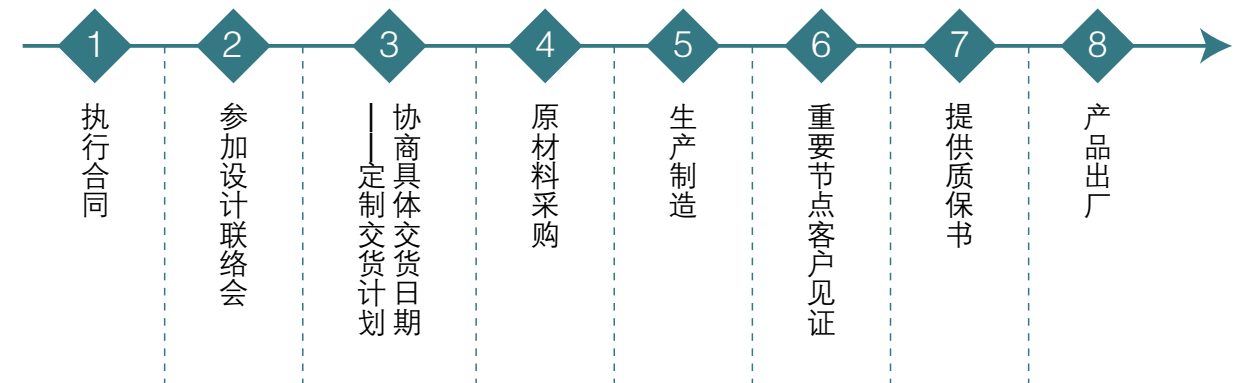 1
执行合同
2
参加设计联络会
3
协商具体交货日期
——定制交货计划
4
原材料采购
5
生产制造
6
重要节点客户见证
7
提供质保书
8
产品出厂